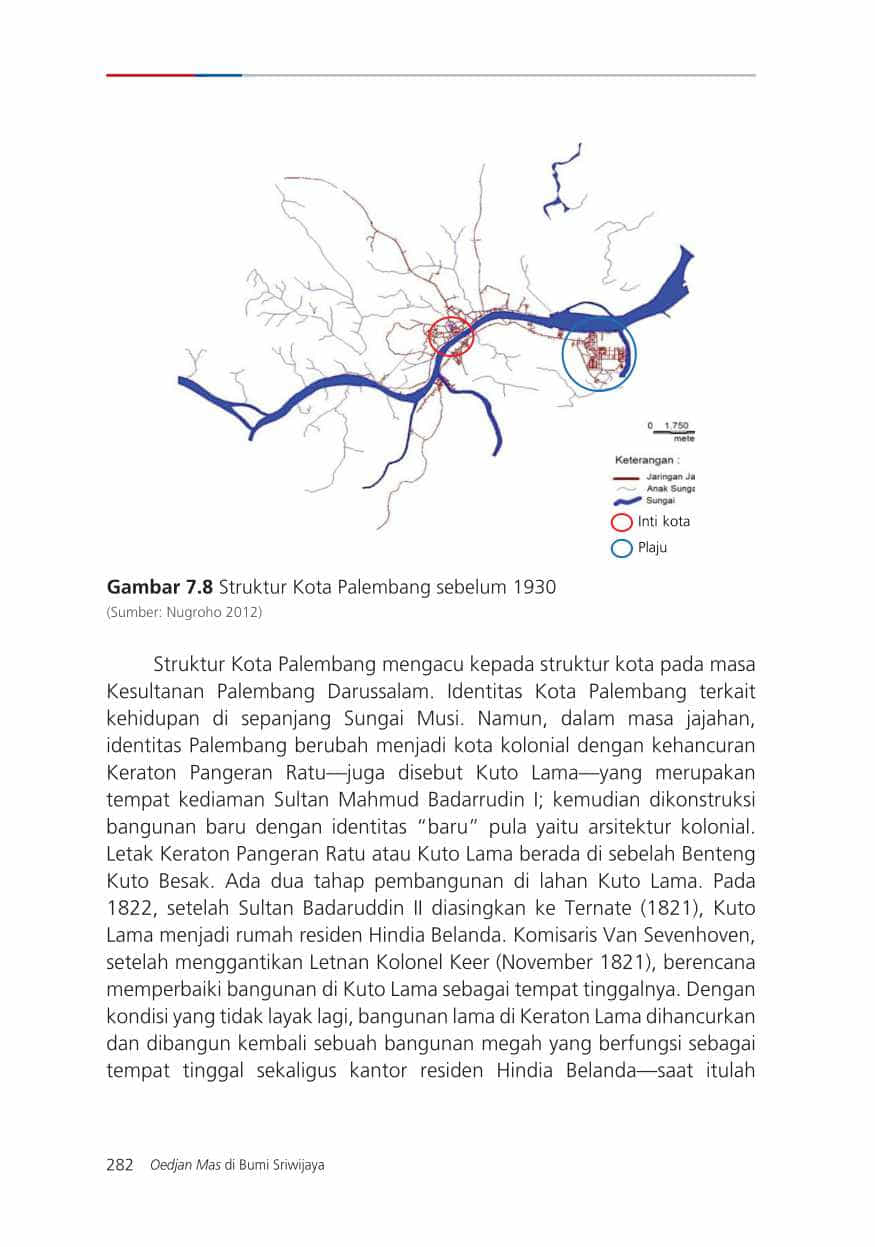 0 1,750
mete
Keterangan :
Jaringan Ja
Anak Sunga
Sungai
Inti kota
Plaju
Gambar 7.8 Struktur Kota Palembang sebelum 1930
(Sumber: Nugroho 2012)
Struktur Kota Palembang mengacu kepada struktur kota pada masa
Kesultanan Palembang Darussalam. Identitas Kota Palembang terkait
kehidupan di sepanjang Sungai Musi. Namun, dalam masa jajahan,
identitas Palembang berubah menjadi kota kolonial dengan kehancuran
Keraton Pangeran Ratu—juga disebut Kuto Lama—yang merupakan
tempat kediaman Sultan Mahmud Badarrudin I; kemudian dikonstruksi
bangunan baru dengan identitas “baru” pula yaitu arsitektur kolonial.
Letak Keraton Pangeran Ratu atau Kuto Lama berada di sebelah Benteng
Kuto Besak. Ada dua tahap pembangunan di lahan Kuto Lama. Pada
1822, setelah Sultan Badaruddin II diasingkan ke Ternate (1821), Kuto
Lama menjadi rumah residen Hindia Belanda. Komisaris Van Sevenhoven,
setelah menggantikan Letnan Kolonel Keer (November 1821), berencana
memperbaiki bangunan di Kuto Lama sebagai tempat tinggalnya. Dengan
kondisi yang tidak layak lagi, bangunan lama di Keraton Lama dihancurkan
dan dibangun kembali sebuah bangunan megah yang berfungsi sebagai
tempat tinggal sekaligus kantor residen Hindia Belanda—saat itulah
282 Oedjan Mas di Bumi Sriwijaya